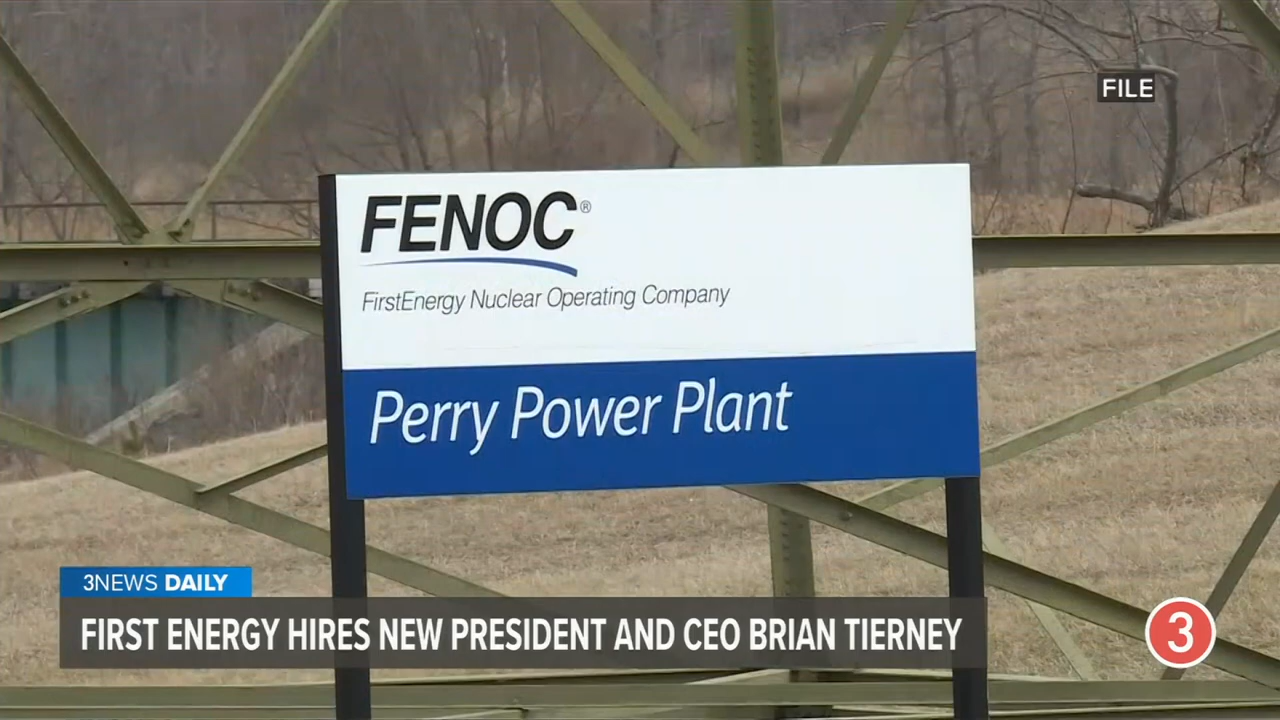 FILE
FENOC®
FirstEnergy Nuclear Operating Company
Perry Power Plant
3NEWS DAILY
FIRST ENERGY HIRES NEW PRESIDENT AND CEO BRIAN TIERNEY
3